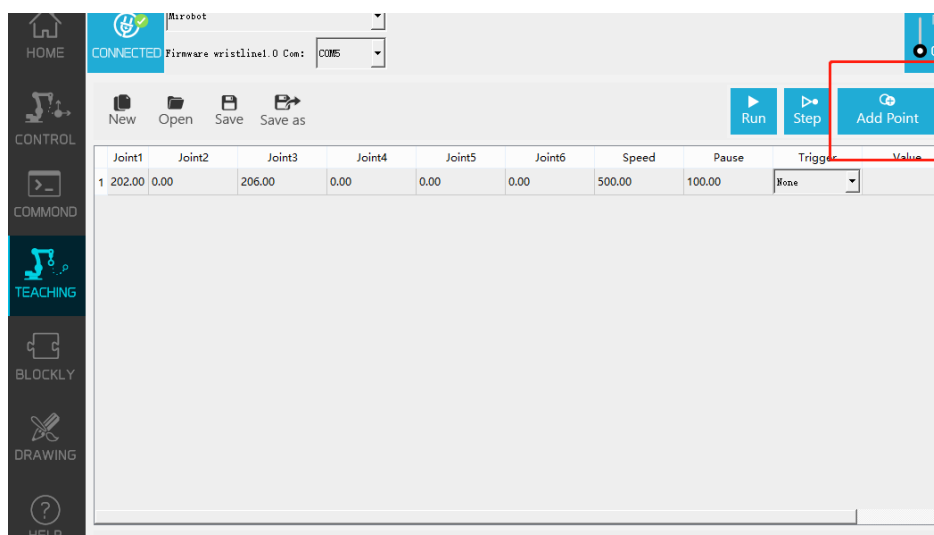 Mirobot
HOME
CONNECTED Firmware wristline1.0 Com: COM5
New Open Save Save as Run Step Add Point
CONTROL
Joint1 Joint2 Joint3 Joint4 Joint5 Joint6 Speed Pause Trigger Value
1 202.00 0.00 206.00 0.00 0.00 0.00 500.00 100.00 None
COMMOND
TEACHING
BLOCKLY
DRAWING
HELP